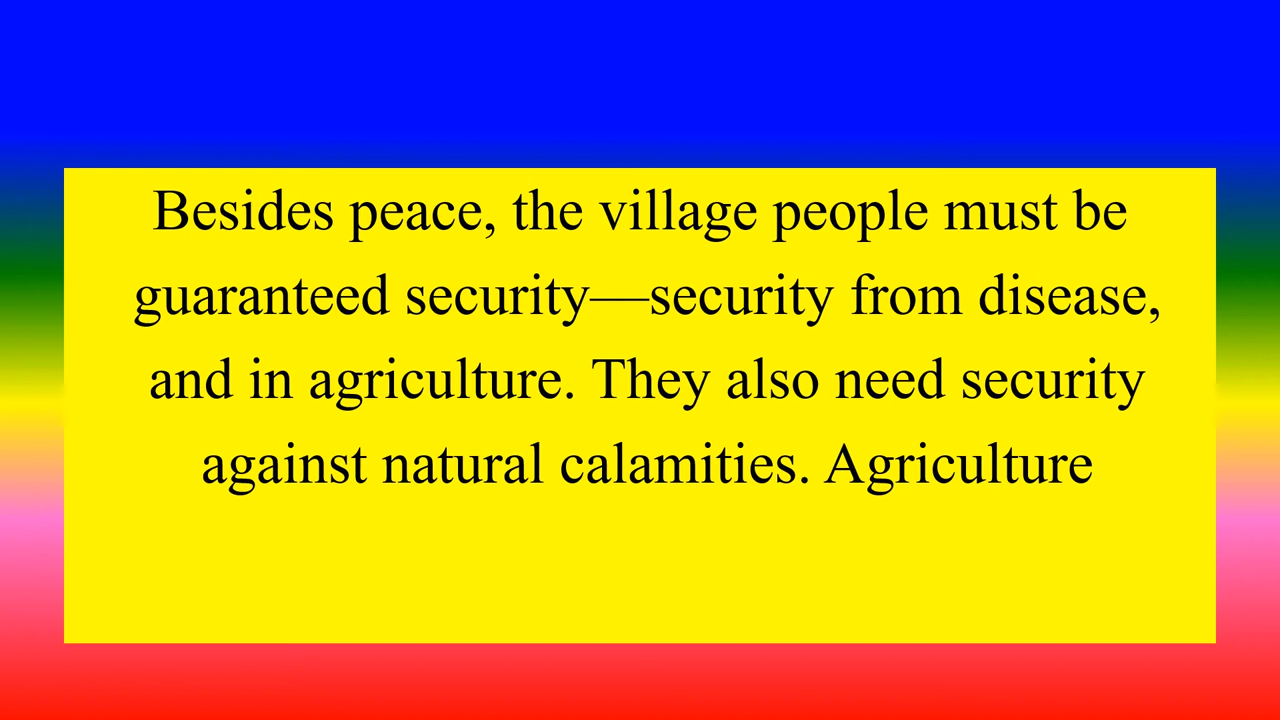 Besides peace, the village people must be
guaranteed security—security from disease,
and in agriculture. They also need security
against natural calamities. Agriculture